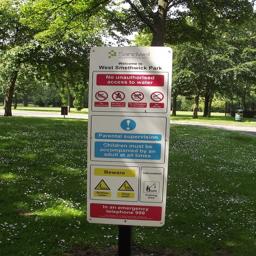 Sandwell
Welcome to
West Smethwick Park
No unauthorised
access to water
Parental supervision
Children must be
accompanied by an
adult at all times
Beware
In an emergency
telephone 999